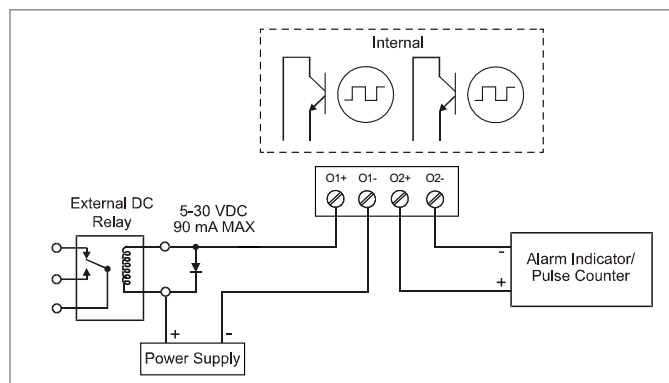 Internal
O1+ O1- O2+ O2-
External DC
Relay
5-30 VDC
90 mA MAX
-
+
Alarm Indicator/
Pulse Counter
+ -
Power Supply